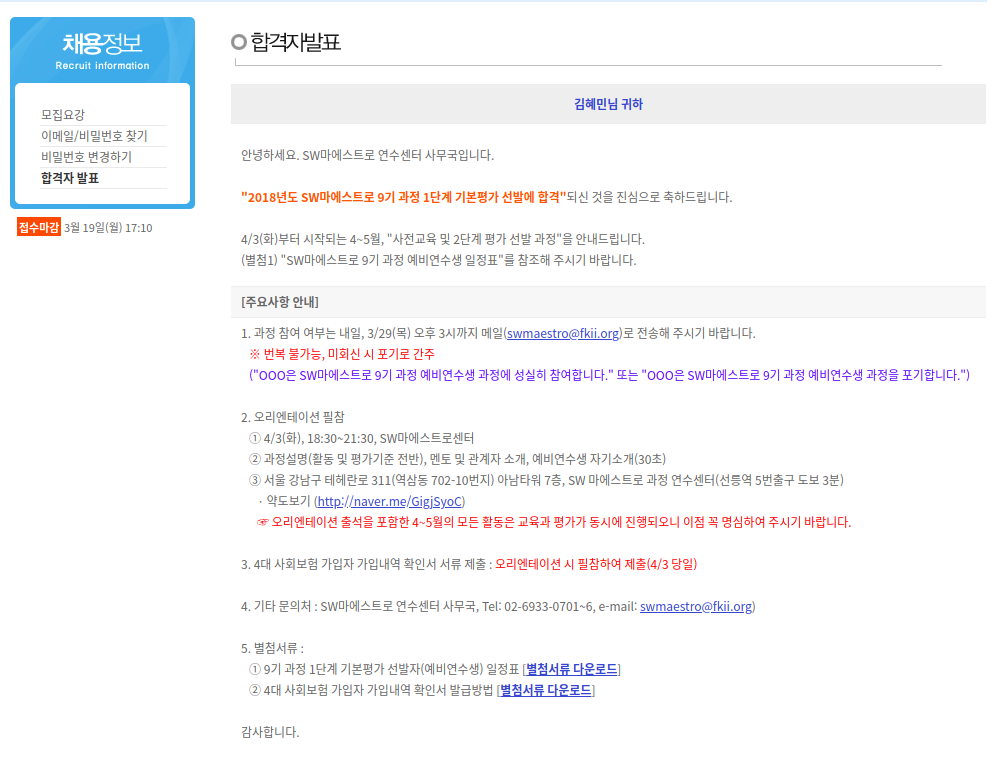 채용정보
Recruit information
모집요강
이메일/비밀번호 찾기
비밀번호 변경하기
합격자 발표
접수마감 3월 19일(월) 17:10
합격자발표
김혜민님 귀하
안녕하세요. SW마에스트로 연수센터 사무국입니다.
"2018년도 SW마에스트로 9기 과정 1단계 기본평가 선발에 합격"되신 것을 진심으로 축하드립니다.
4/3(화)부터 시작되는 4~5월, "사전교육 및 2단계 평가 선발 과정"을 안내드립니다.
(별첨1) "SW마에스트로 9기 과정 예비연수생 일정표"를 참조해 주시기 바랍니다.
[주요사항 안내]
1. 과정 참여 여부는 내일, 3/29(목) 오후 3시까지 메일(swmaestro@fkii.org)로 전송해 주시기 바랍니다.
※ 번복 불가능, 미회신 시 포기로 간주
("OOO은 SW마에스트로 9기 과정 예비연수생 과정에 성실히 참여합니다." 또는 "OOO은 SW마에스트로 9기 과정 예비연수생 과정을 포기합니다.")
2. 오리엔테이션 필참
① 4/3(화), 18:30~21:30, SW마에스트로센터
② 과정설명(활동 및 평가기준 전반), 멘토 및 관계자 소개, 예비연수생 자기소개(30초)
③ 서울 강남구 테헤란로 311(역삼동 702-10번지) 아남타워 7층, SW 마에스트로 과정 연수센터(선릉역 5번출구 도보 3분)
· 약도보기 (http://naver.me/GigjSyoC)
☞ 오리엔테이션 출석을 포함한 4~5월의 모든 활동은 교육과 평가가 동시에 진행되오니 이점 꼭 명심하여 주시기 바랍니다.
3. 4대 사회보험 가입자 가입내역 확인서 서류 제출 : 오리엔테이션 시 필참하여 제출(4/3 당일)
4. 기타 문의처 : SW마에스트로 연수센터 사무국, Tel: 02-6933-0701~6, e-mail: swmaestro@fkii.org)
5. 별첨서류 :
① 9기 과정 1단계 기본평가 선발자(예비연수생) 일정표 [별첨서류 다운로드]
② 4대 사회보험 가입자 가입내역 확인서 발급방법 [별첨서류 다운로드]
감사합니다.